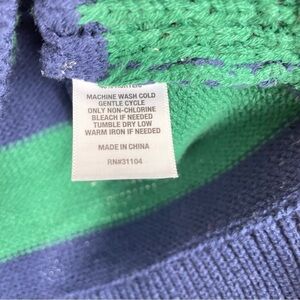 MACHINE WASH COLD
GENTLE CYCLE
ONLY NON-CHLORINE
BLEACH IF NEEDED
TUMBLE DRY LOW
WARM IRON IF NEEDED
MADE IN CHINA
RN#31104